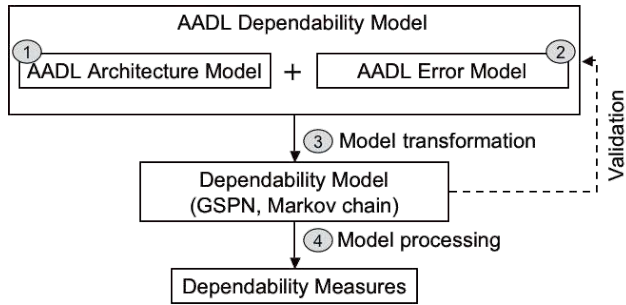 AADL Dependability Model
1
2
AADL Architecture Model + AADL Error Model
3 Model transformation
Validation
Dependability Model
(GSPN, Markov chain)
4 Model processing
Dependability Measures